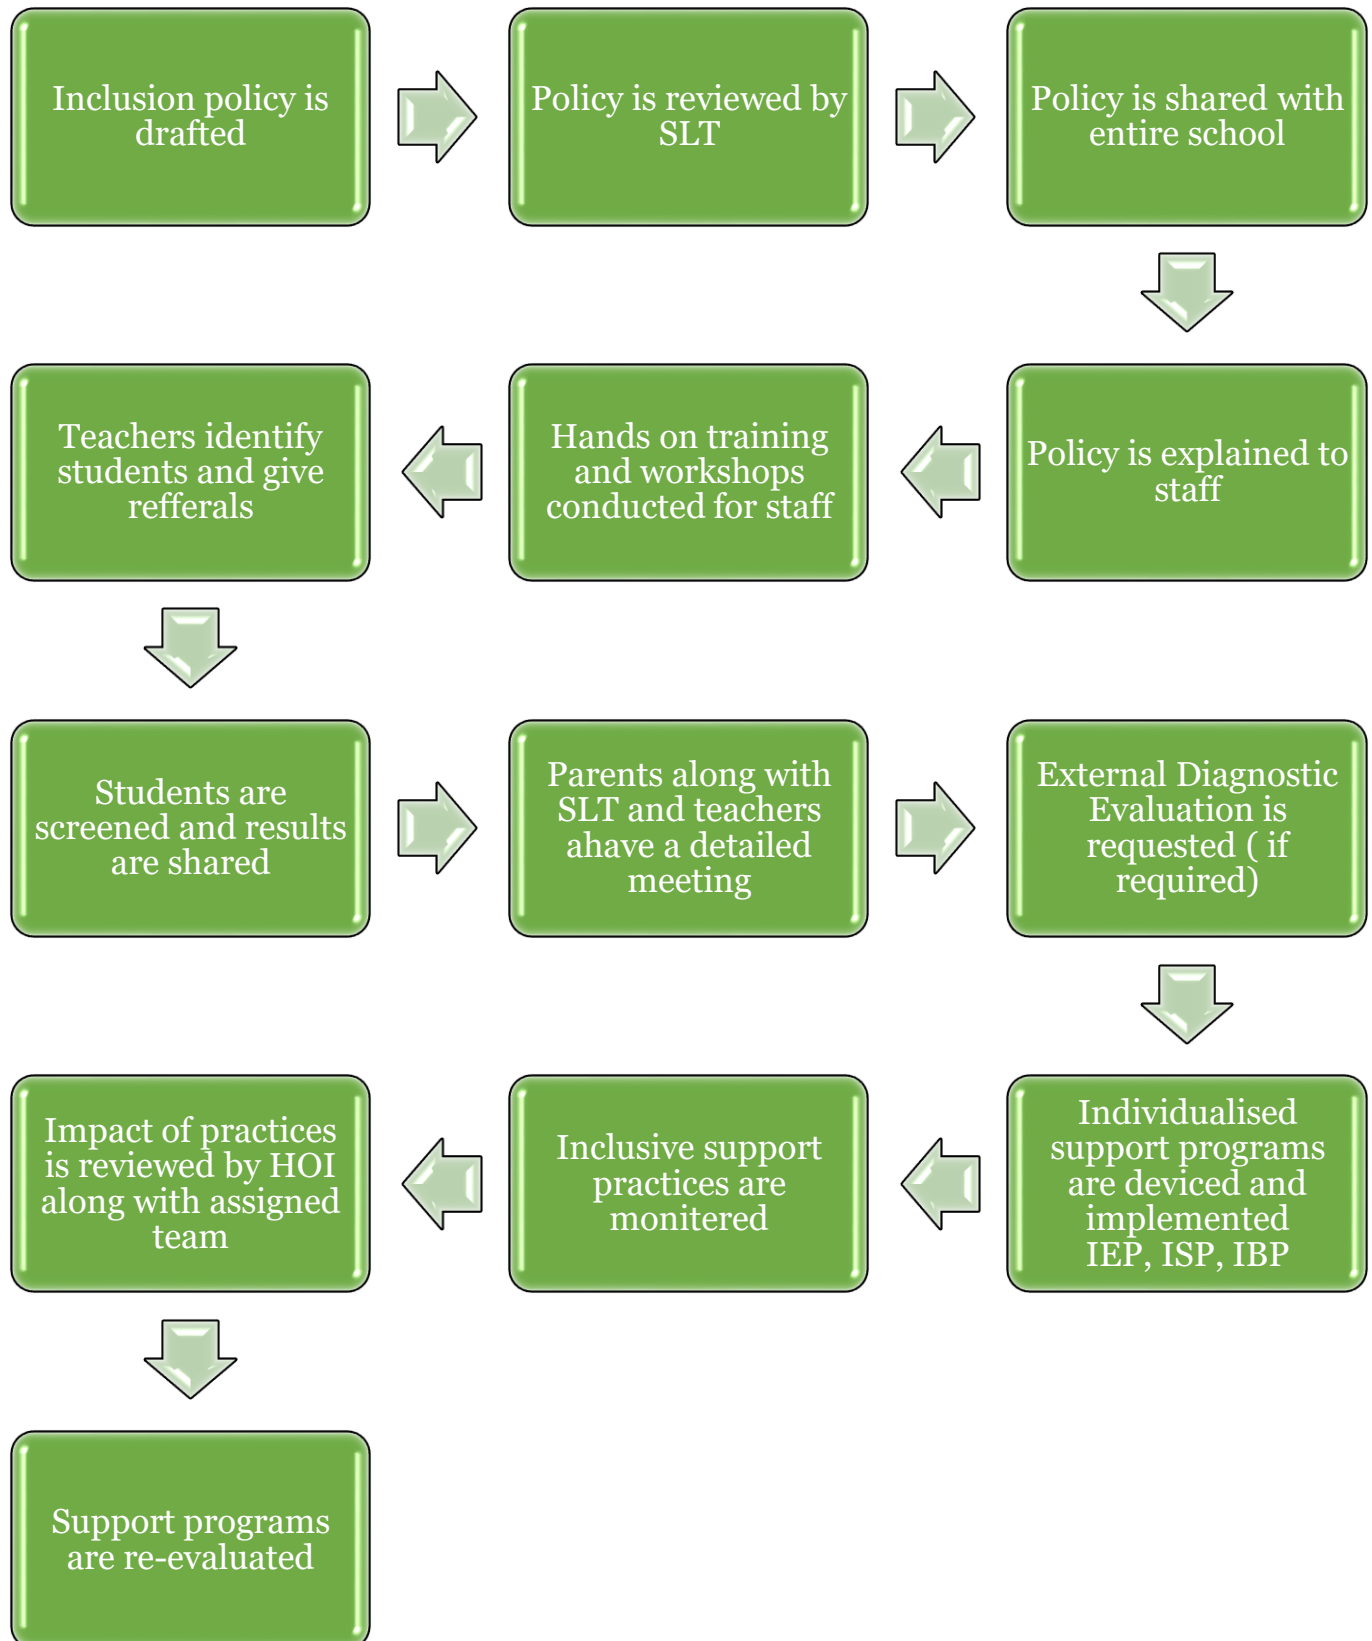 Inclusion policy is
drafted
Policy is reviewed by
SLT
Policy is shared with
entire school
Policy is explained to
staff
Hands on training
and workshops
conducted for staff
Teachers identify
students and give
refferals
Students are
screened and results
are shared
Parents along with
SLT and teachers
ahave a detailed
meeting
External Diagnostic
Evaluation is
requested ( if
required)
Individualised
support programs
are deviced and
implemented
IEP, ISP, IBP
Inclusive support
practices are
monitered
Impact of practices
is reviewed by HOI
along with assigned
team
Support programs
are re-evaluated